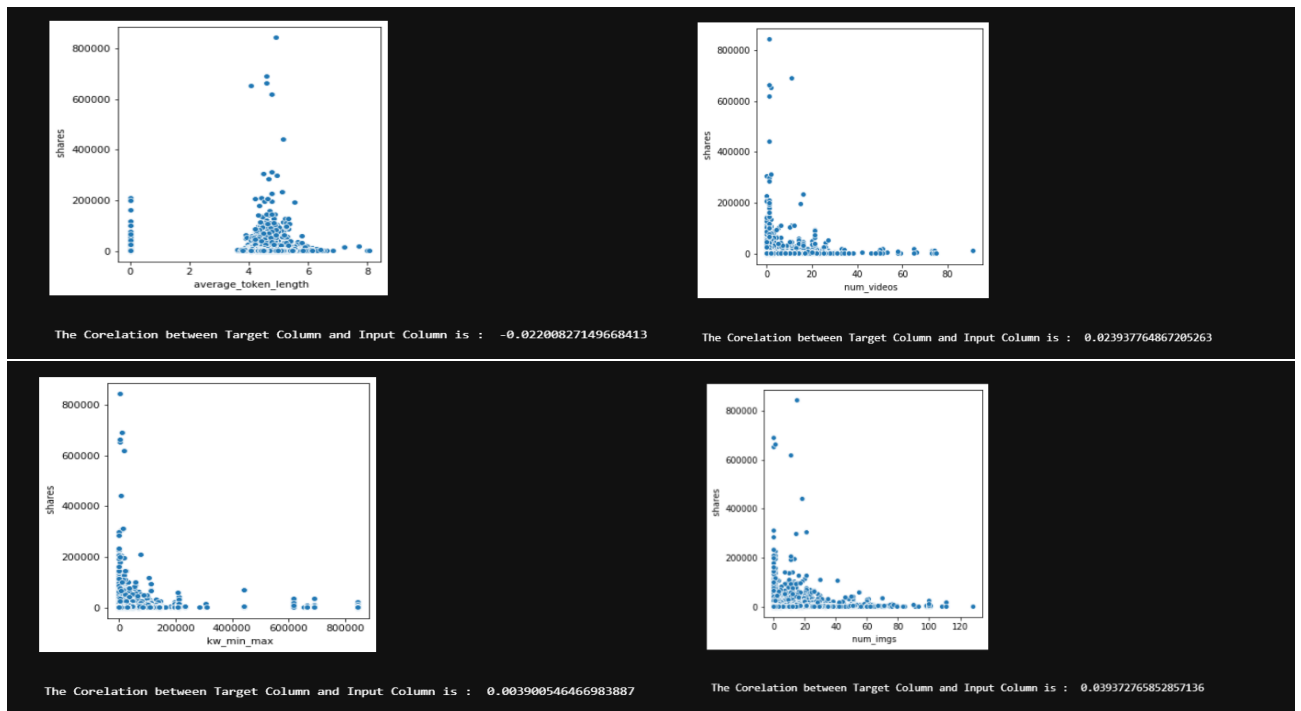 800000
600000
400000
200000
0
shares
0 2 4 6 8
average_token_length
The Corelation between Target Column and Input Column is : -0.02200827149668413
800000
600000
400000
200000
0
shares
0 20 40 60 80
num_videos
The Corelation between Target Column and Input Column is : 0.023937764867205263
800000
600000
400000
200000
0
shares
0 200000 400000 600000 800000
kw_min_max
The Corelation between Target Column and Input Column is : 0.003900546466983887
800000
600000
400000
200000
0
shares
0 20 40 60 80 100 120
num_imgs
The Corelation between Target Column and Input Column is : 0.039372765852857136